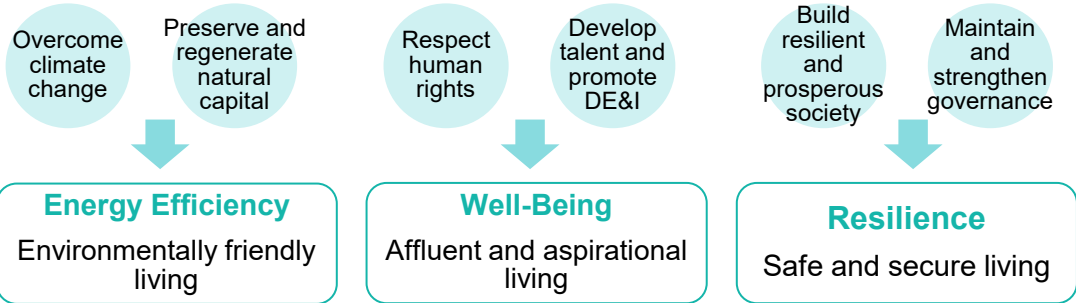 Overcome
climate
change
Preserve and
regenerate
natural
capital
Respect
human
rights
Develop
talent and
promote
DE&I
Build
resilient
and
prosperous
society
Maintain
and
strengthen
governance
Energy Efficiency
Environmentally friendly
living
Well-Being
Affluent and aspirational
living
Resilience
Safe and secure living